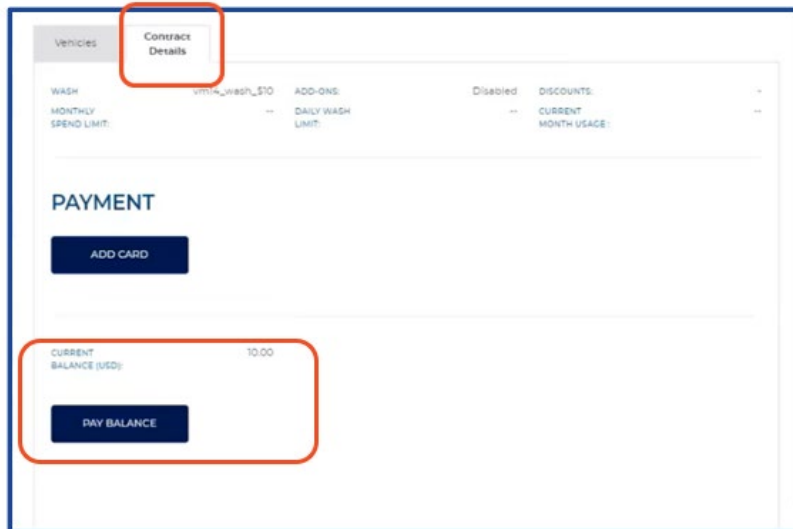 Vehicles
Contract
Details
WASH vm14_wash_$10 ADD-ONS: Disabled DISCOUNTS: -
MONTHLY -- DAILY WASH -- CURRENT --
SPEND LIMIT: LIMIT: MONTH USAGE :
PAYMENT
ADD CARD
CURRENT 10.00
BALANCE (USD):
PAY BALANCE